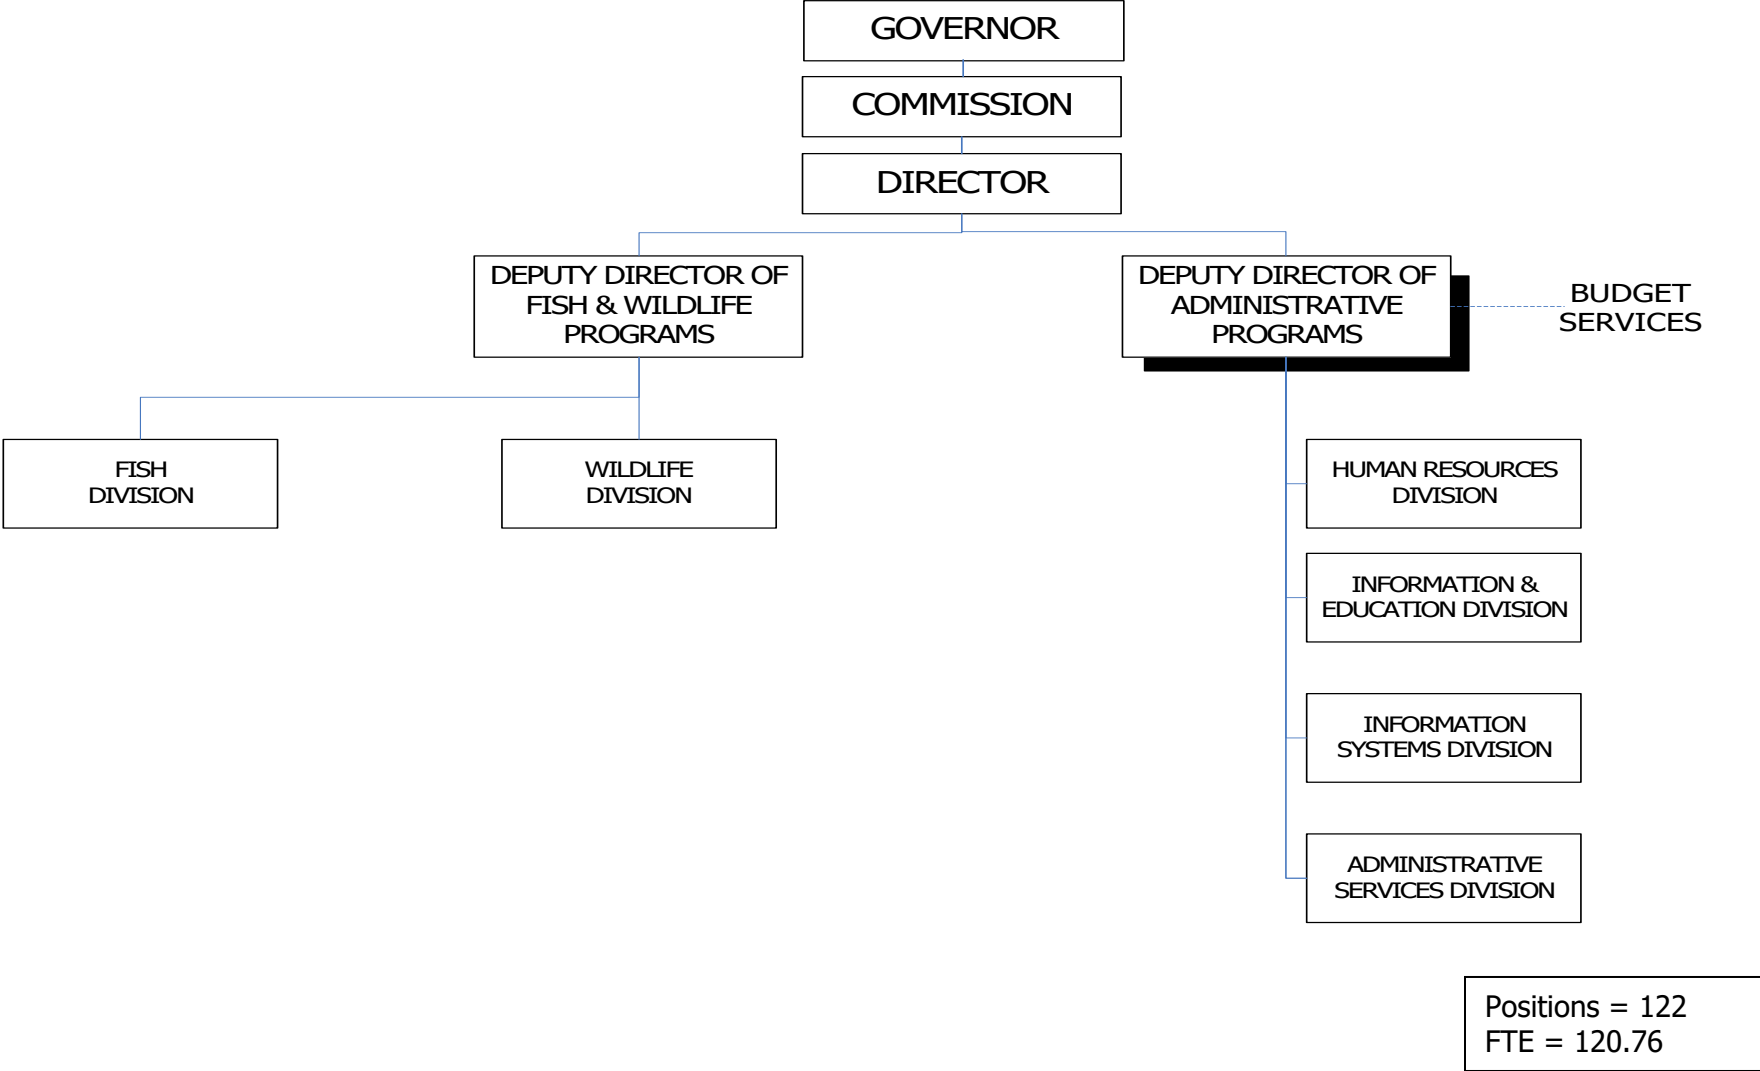 GOVERNOR
COMMISSION
DIRECTOR
DEPUTY DIRECTOR OF
FISH & WILDLIFE
PROGRAMS
DEPUTY DIRECTOR OF
ADMINISTRATIVE
PROGRAMS
BUDGET
SERVICES
FISH
DIVISION
WILDLIFE
DIVISION
HUMAN RESOURCES
DIVISION
INFORMATION &
EDUCATION DIVISION
INFORMATION
SYSTEMS DIVISION
ADMINISTRATIVE
SERVICES DIVISION
Positions = 122
FTE = 120.76